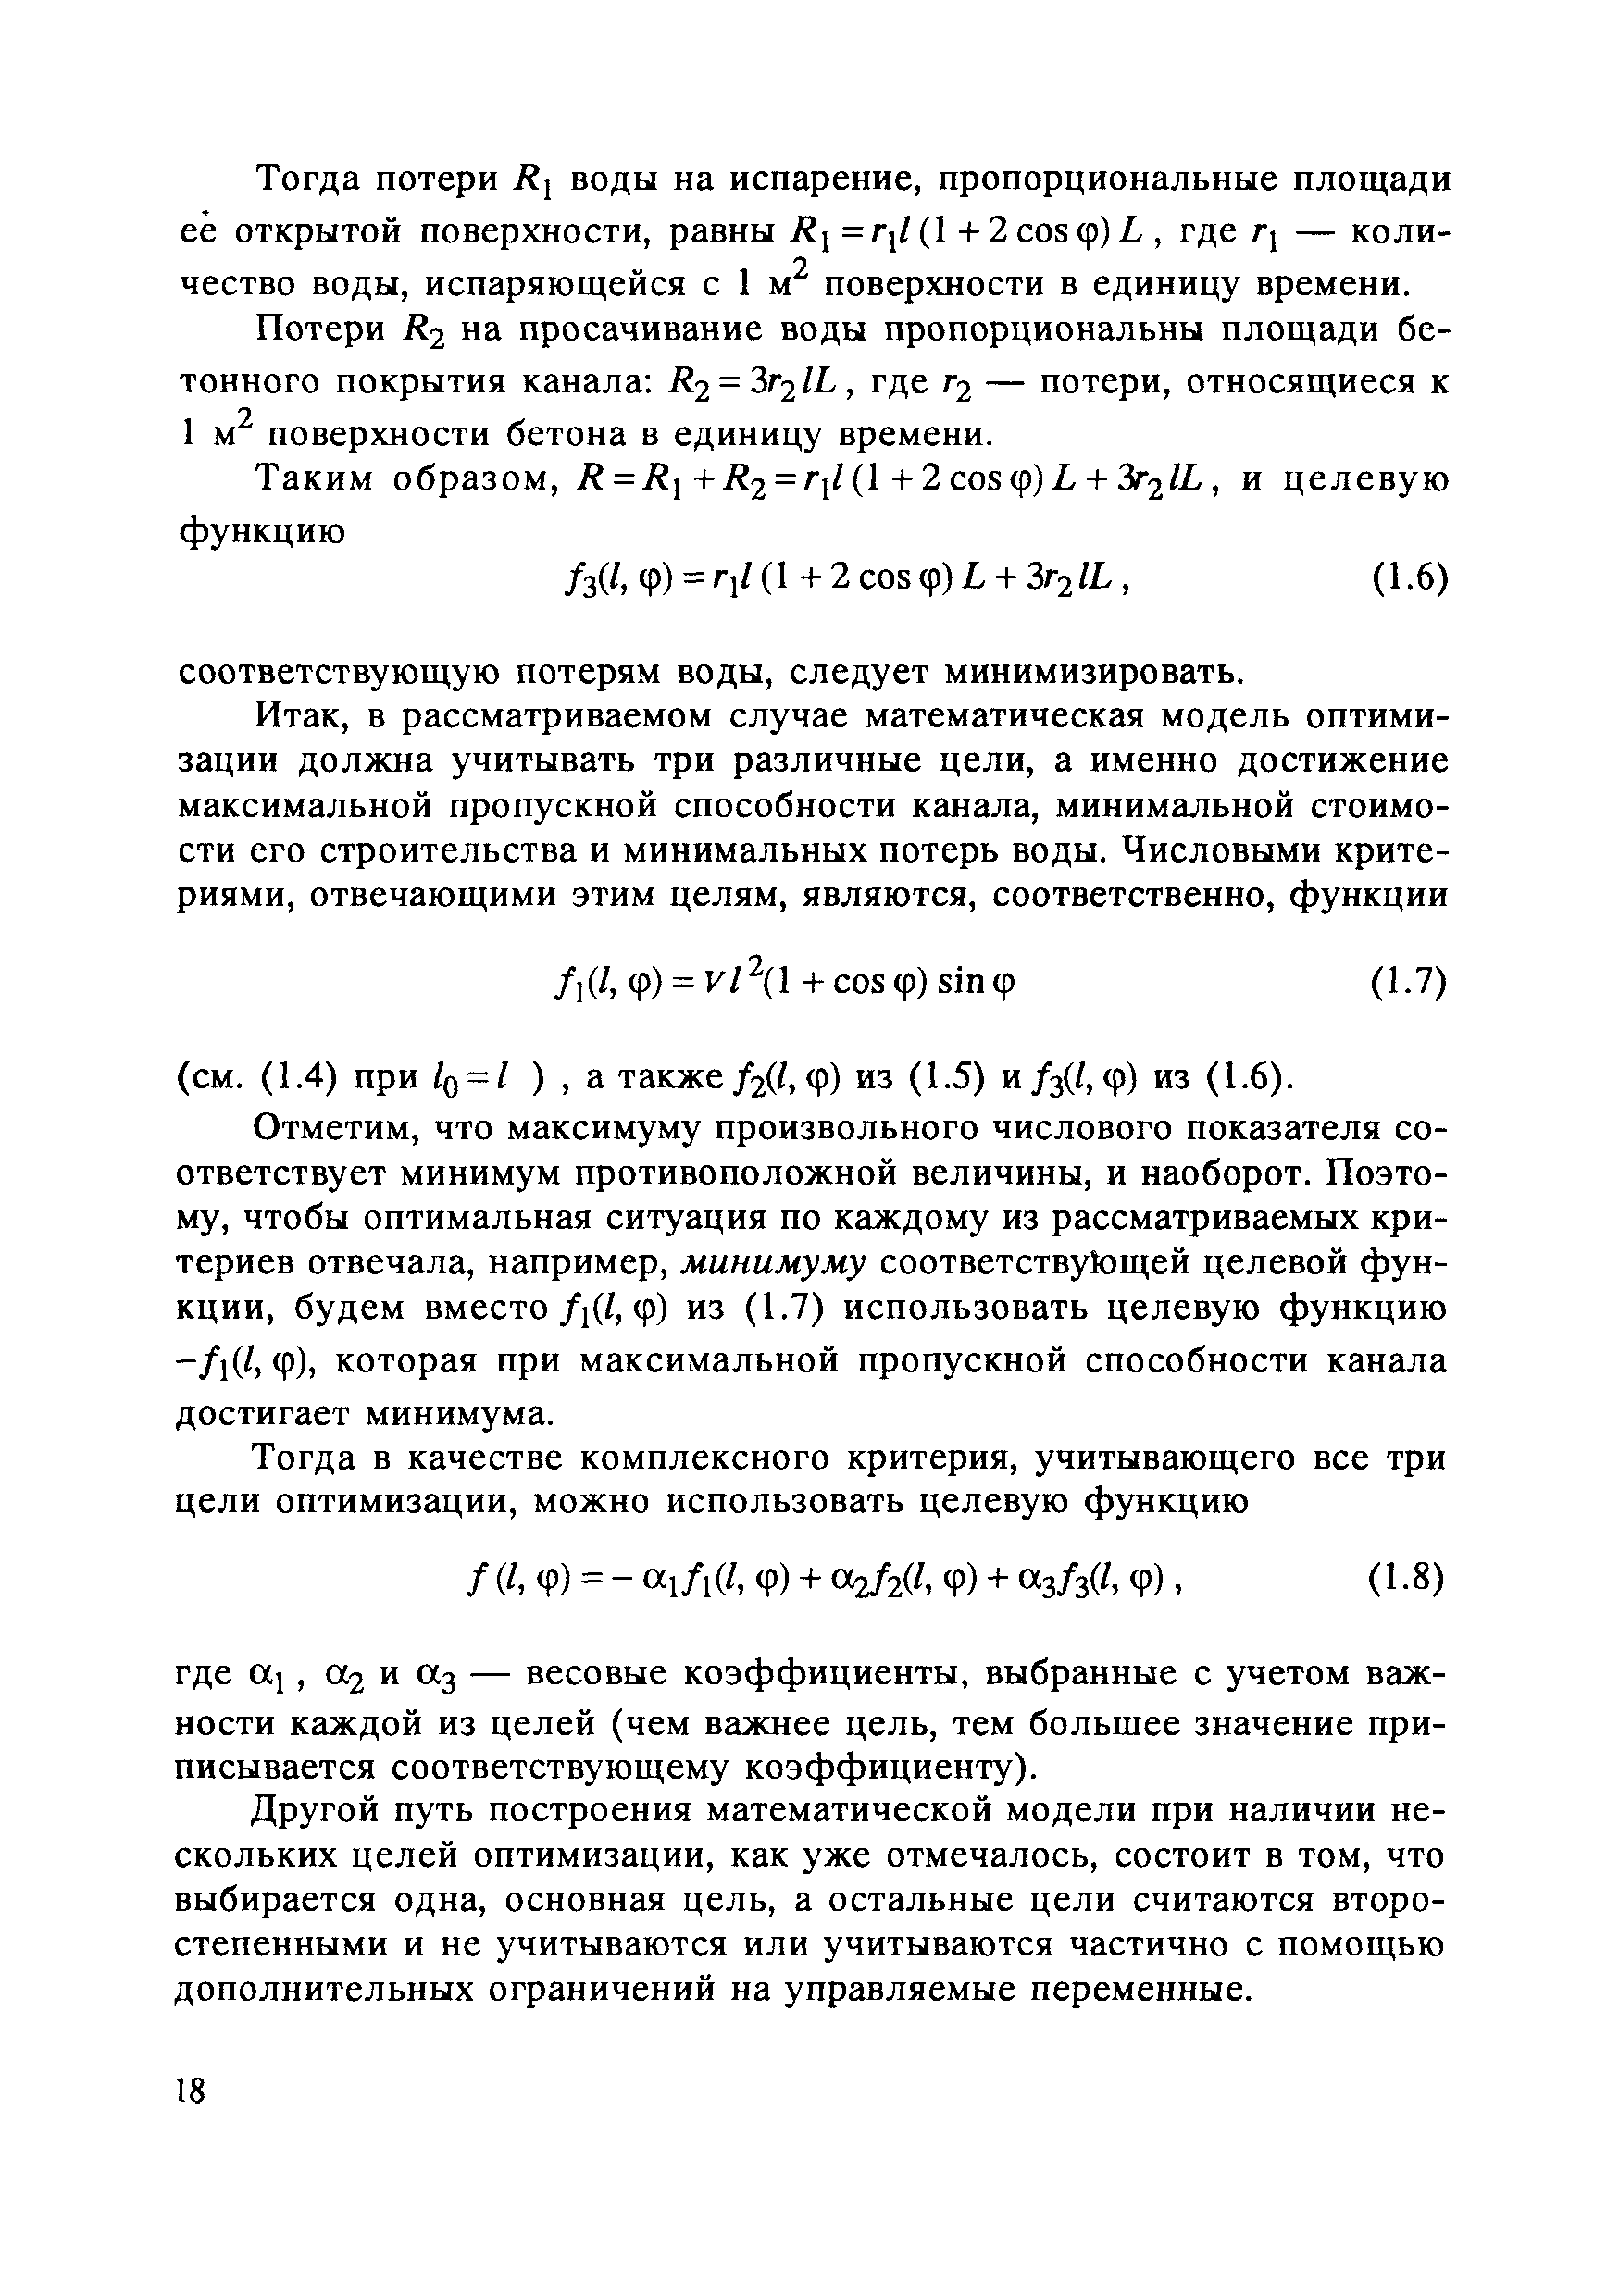 Тогда потери R₁ воды на испарение, пропорциональные площади
ее открытой поверхности, равны R₁ = r₁l (1 + 2 cos φ) L , где r₁ — коли-
чество воды, испаряющейся с 1 м² поверхности в единицу времени.
Потери R₂ на просачивание воды пропорциональны площади бе-
тонного покрытия канала: R₂ = 3r₂lL , где r₂ — потери, относящиеся к
1 м² поверхности бетона в единицу времени.
Таким образом, R = R₁ + R₂ = r₁l (1 + 2 cos φ) L + 3r₂lL , и целевую
функцию
f₃(l, φ) = r₁l (1 + 2 cos φ) L + 3r₂lL , (1.6)
соответствующую потерям воды, следует минимизировать.
Итак, в рассматриваемом случае математическая модель оптими-
зации должна учитывать три различные цели, а именно достижение
максимальной пропускной способности канала, минимальной стоимо-
сти его строительства и минимальных потерь воды. Числовыми крите-
риями, отвечающими этим целям, являются, соответственно, функции
f₁(l, φ) = Vl²(1 + cos φ) sin φ (1.7)
(см. (1.4) при l₀ = l ) , а также f₂(l, φ) из (1.5) и f₃(l, φ) из (1.6).
Отметим, что максимуму произвольного числового показателя со-
ответствует минимум противоположной величины, и наоборот. Поэто-
му, чтобы оптимальная ситуация по каждому из рассматриваемых кри-
териев отвечала, например, минимуму соответствующей целевой фун-
кции, будем вместо f₁(l, φ) из (1.7) использовать целевую функцию
−f₁(l, φ), которая при максимальной пропускной способности канала
достигает минимума.
Тогда в качестве комплексного критерия, учитывающего все три
цели оптимизации, можно использовать целевую функцию
f (l, φ) = − α₁f₁(l, φ) + α₂f₂(l, φ) + α₃f₃(l, φ) , (1.8)
где α₁ , α₂ и α₃ — весовые коэффициенты, выбранные с учетом важ-
ности каждой из целей (чем важнее цель, тем большее значение при-
писывается соответствующему коэффициенту).
Другой путь построения математической модели при наличии не-
скольких целей оптимизации, как уже отмечалось, состоит в том, что
выбирается одна, основная цель, а остальные цели считаются второ-
степенными и не учитываются или учитываются частично с помощью
дополнительных ограничений на управляемые переменные.
18